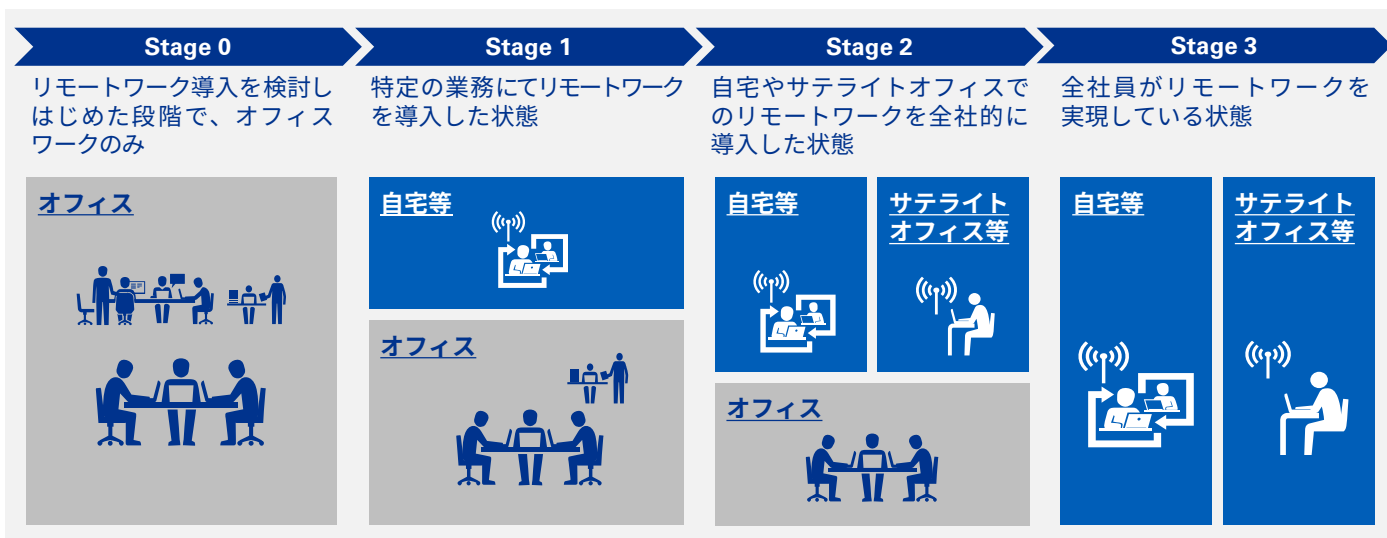 Stage 0
リモートワーク導入を検討し
はじめた段階で、オフィス
ワークのみ
オフィス
Stage 1
特定の業務にてリモートワーク
を導入した状態
自宅等
オフィス
Stage 2
自宅やサテライトオフィスで
のリモートワークを全社的に
導入した状態
自宅等
サテライト
オフィス等
オフィス
Stage 3
全社員がリモートワークを
実現している状態
自宅等
サテライト
オフィス等